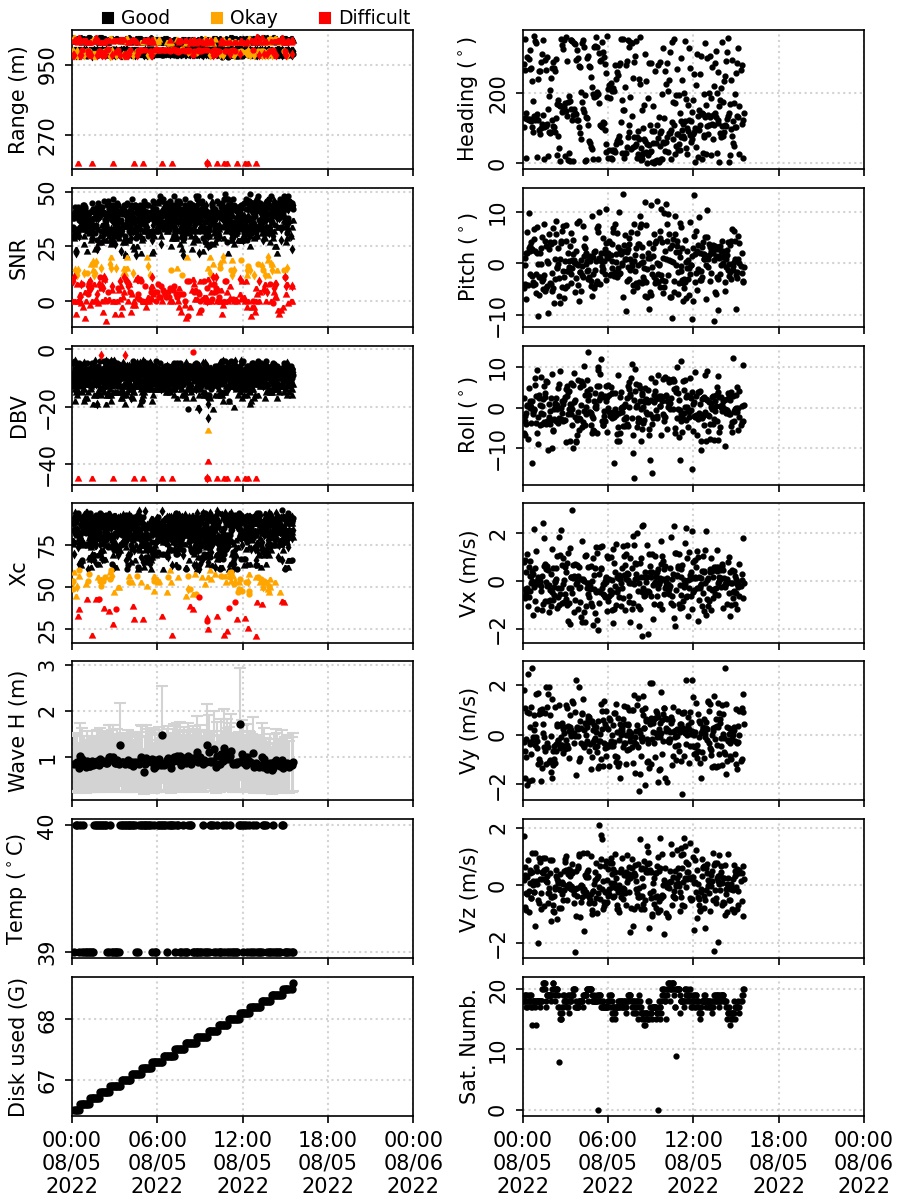 Good Okay Difficult
Range (m)
950
270
Heading (°)
200
0
SNR
50
25
0
Pitch (°)
10
0
−10
DBV
0
−20
−40
Roll (°)
10
0
−10
Xc
75
50
25
Vx (m/s)
2
0
−2
Wave H (m)
3
2
1
Vy (m/s)
2
0
−2
Temp (°C)
40
39
Vz (m/s)
2
0
−2
Disk used (G)
68
67
Sat. Numb.
20
10
0
00:00 06:00 12:00 18:00 00:00
08/05 08/05 08/05 08/05 08/06
2022 2022 2022 2022 2022
00:00 06:00 12:00 18:00 00:00
08/05 08/05 08/05 08/05 08/06
2022 2022 2022 2022 2022